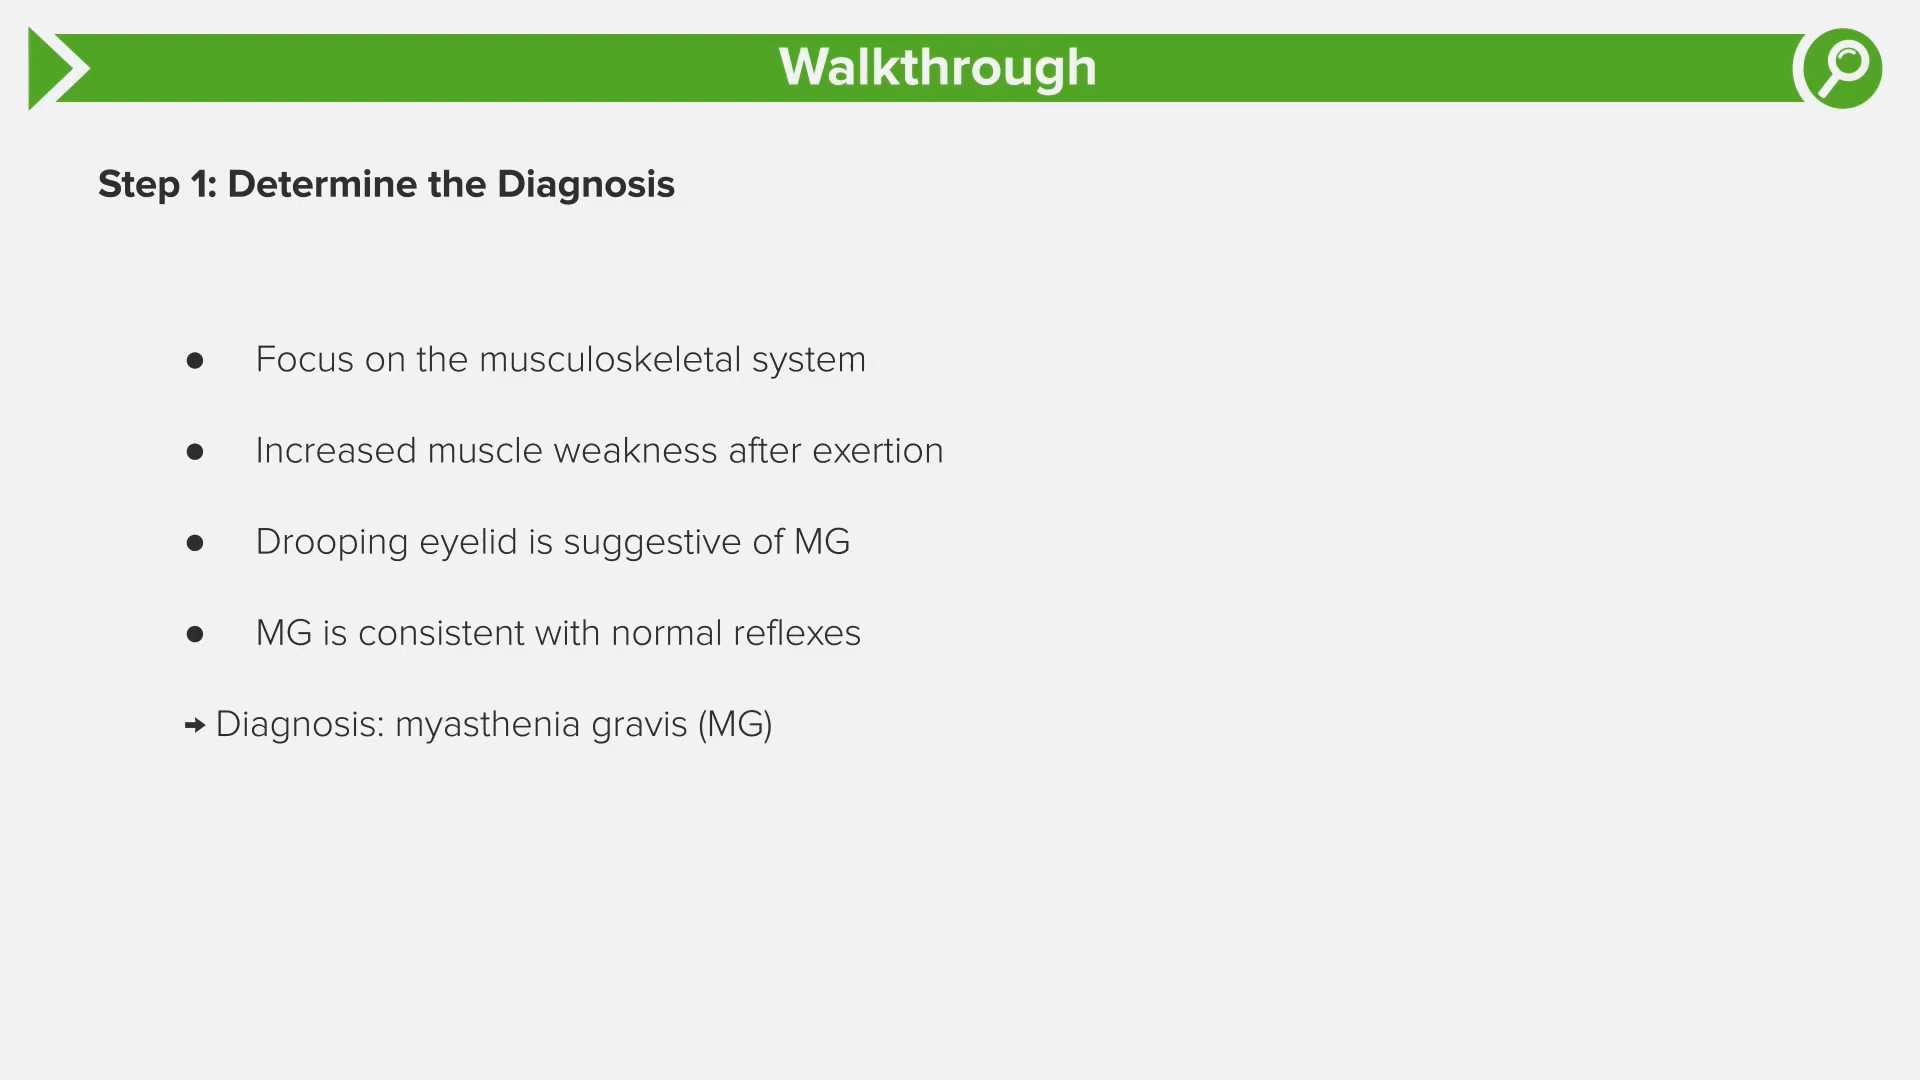 Walkthrough
Step 1: Determine the Diagnosis
● Focus on the musculoskeletal system
● Increased muscle weakness after exertion
● Drooping eyelid is suggestive of MG
● MG is consistent with normal reflexes
➡ Diagnosis: myasthenia gravis (MG)